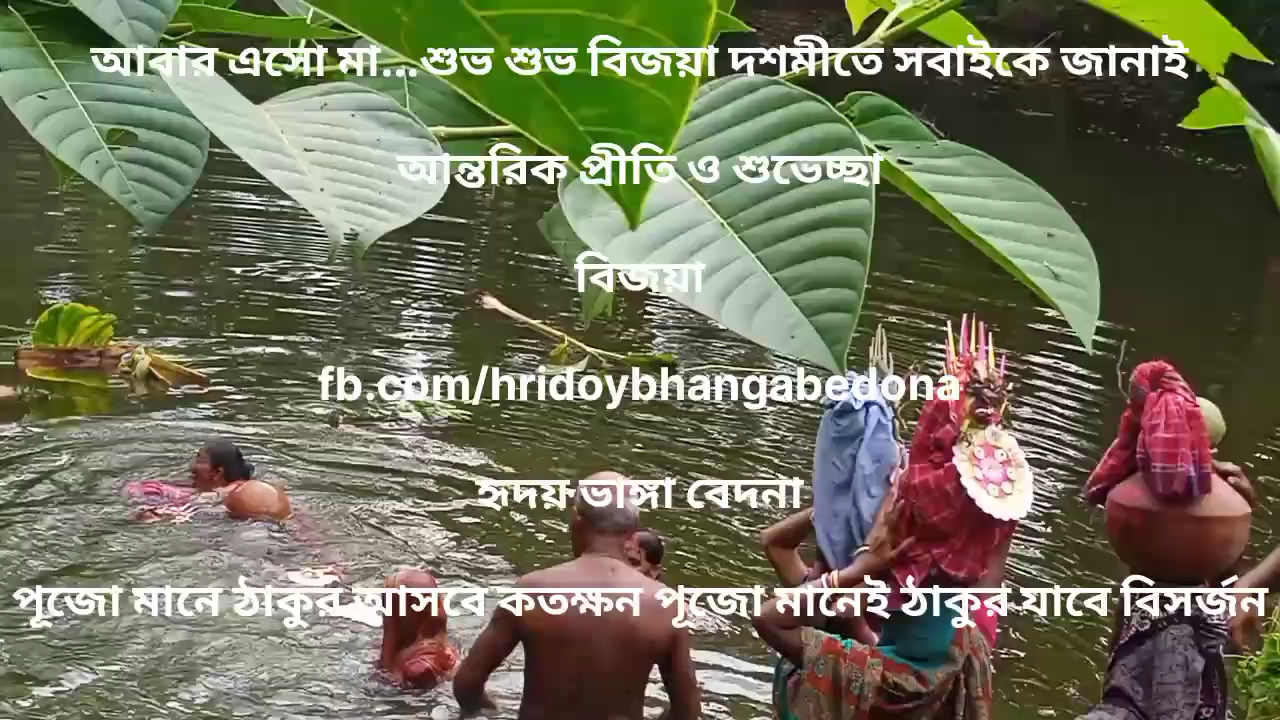 আবার এসো মা...শুভ শুভ বিজয়া দশমীতে সবাইকে জানাই
আন্তরিক প্রীতি ও শুভেচ্ছা
বিজয়া
fb.com/hridoybhangabedona
হৃদয় ভাঙ্গা বেদনা
পূজো মানে ঠাকুর আসবে কতক্ষন পূজো মানেই ঠাকুর যাবে বিসর্জন